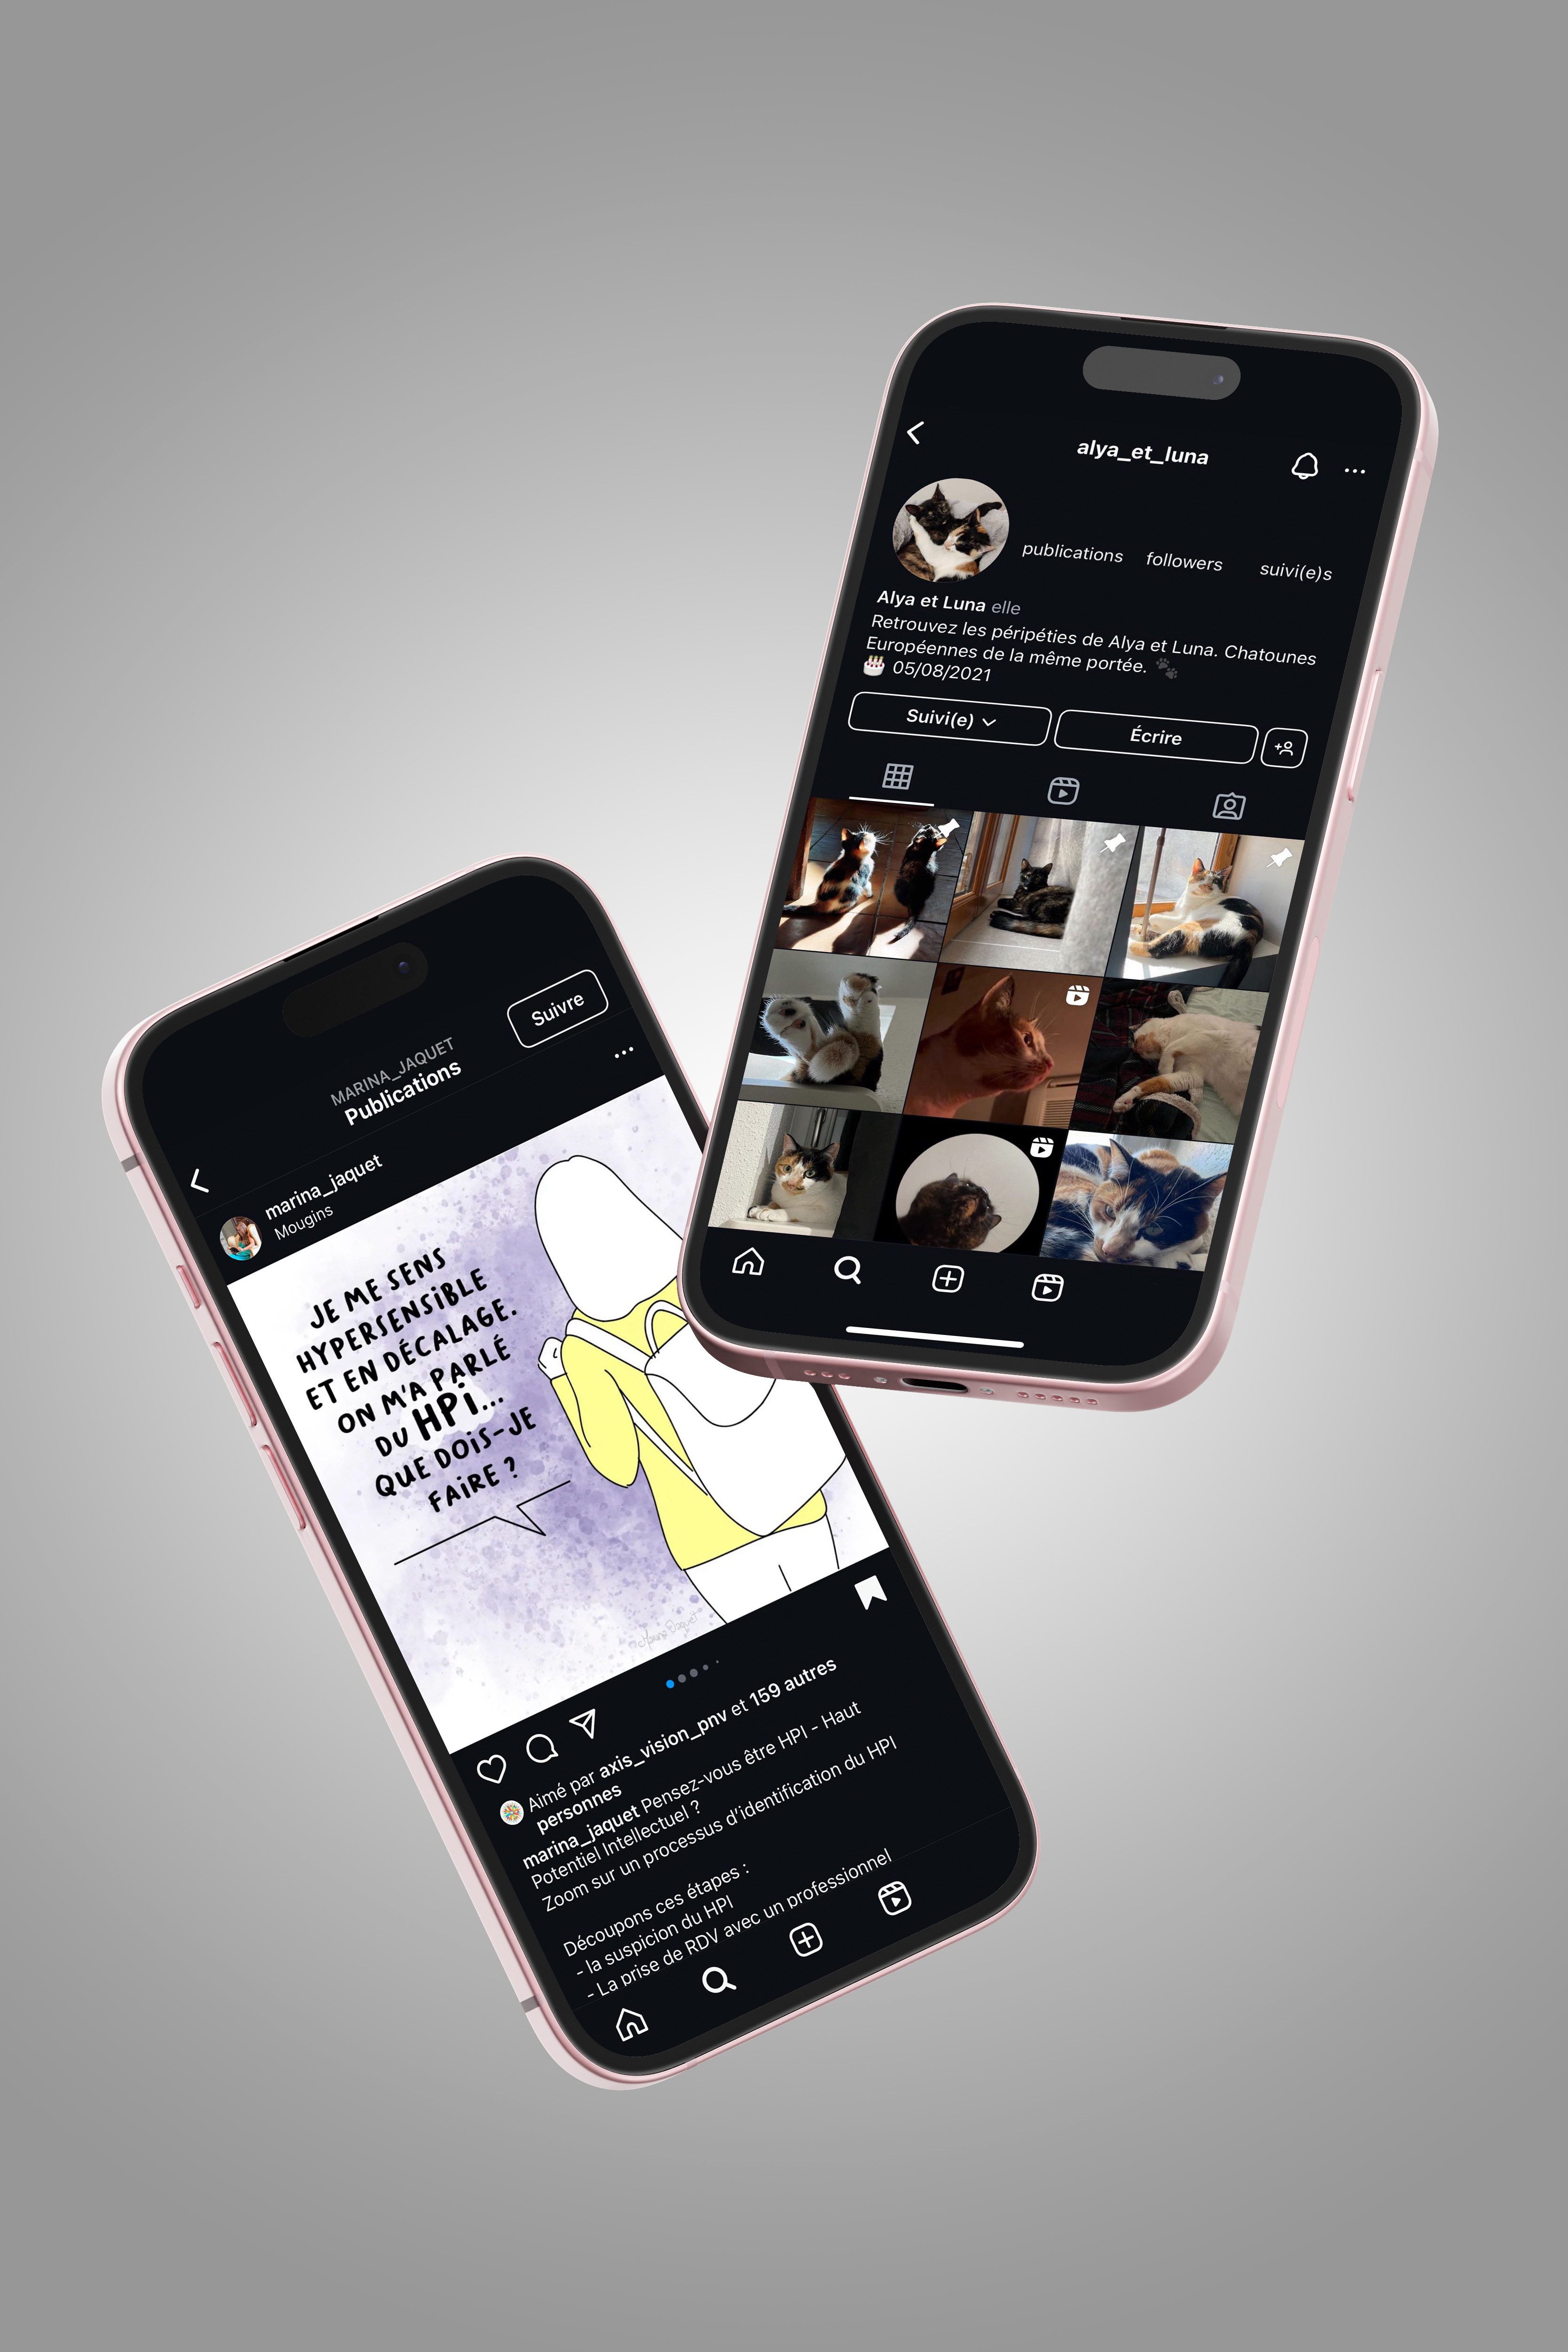 alya_et_luna
publications followers suivi(e)s
Alya et Luna elle
Retrouvez les péripéties de Alya et Luna. Chatounes
Européennes de la même portée. 🐾
🎂 05/08/2021
Suivi(e)
Écrire
MARINA_JAQUET
Publications
Suivre
marina_jaquet
Mougins
JE ME SENS
HYPERSENSiBLE
ET EN DÉCALAGE.
ON M'A PARLÉ
DU HPi...
QUE DOiS-JE
FAiRE ?
Marina Jaquet
Aimé par axis_vision_pnv et 159 autres
personnes
marina_jaquet Pensez-vous être HPI - Haut
Potentiel Intellectuel ?
Zoom sur un processus d'identification du HPI
Découpons ces étapes :
- la suspicion du HPI
- La prise de RDV avec un professionnel